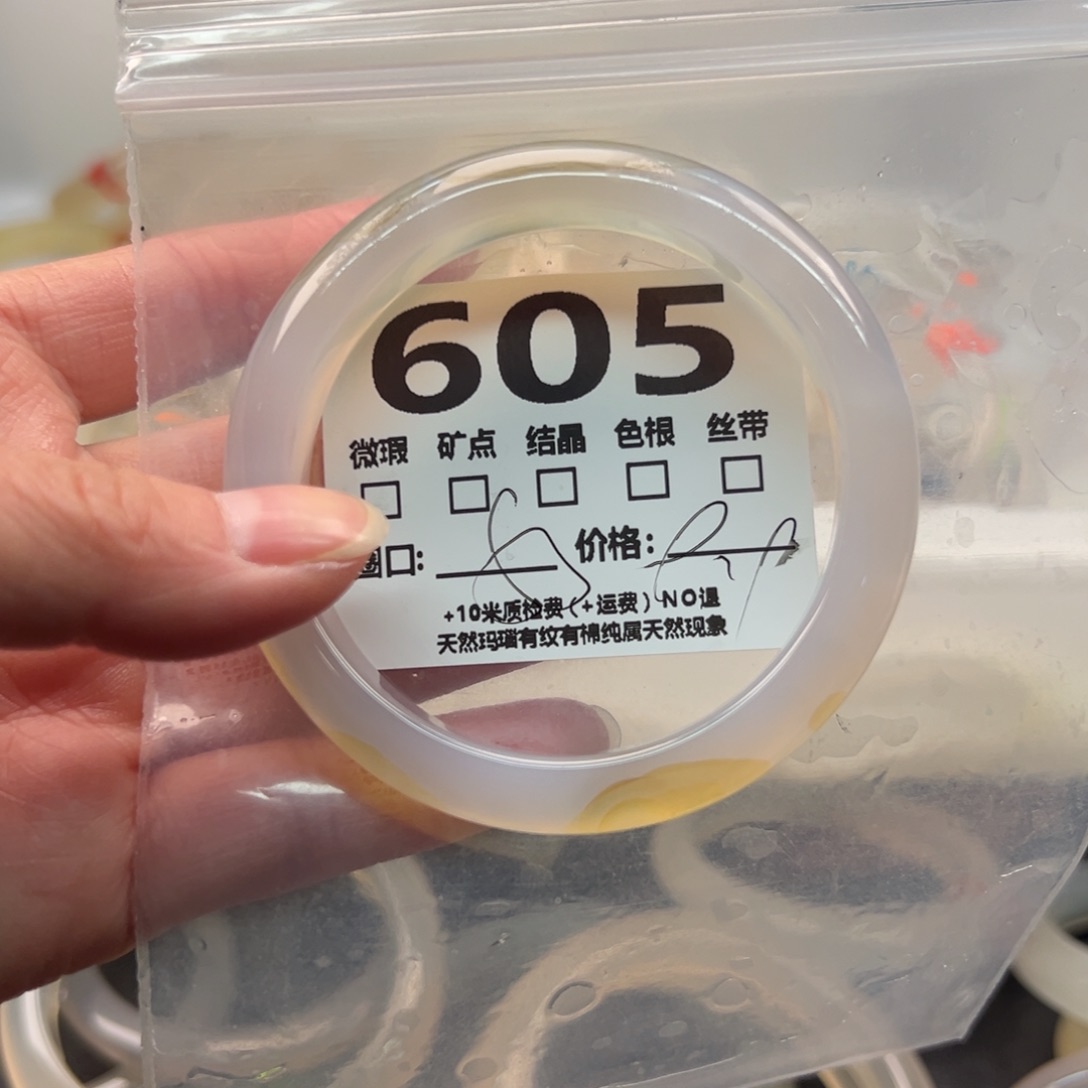 605
微瑕 矿点 结晶 色根 丝带
圈口: 价格:
+10米质检费(+运费)NO退
天然玛瑙有纹有棉纯属天然现象